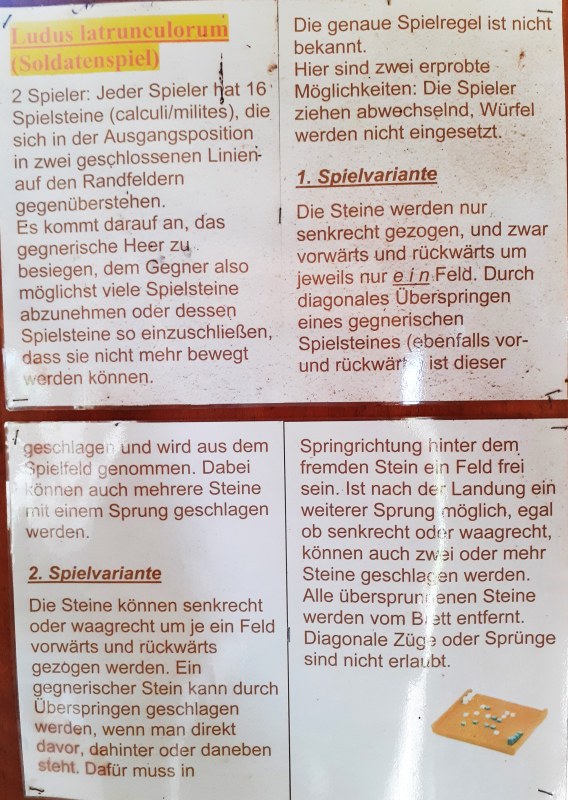 Ludus latrunculorum
(Soldatenspiel)
2 Spieler: Jeder Spieler hat 16
Spielsteine (calculi/milites), die
sich in der Ausgangsposition
in zwei geschlossenen Linien
auf den Randfeldern
gegenüberstehen.
Es kommt darauf an, das
gegnerische Heer zu
besiegen, dem Gegner also
möglichst viele Spielsteine
abzunehmen oder dessen
Spielsteine so einzuschließen,
dass sie nicht mehr bewegt
werden können.
Die genaue Spielregel ist nicht
bekannt.
Hier sind zwei erprobte
Möglichkeiten: Die Spieler
ziehen abwechselnd, Würfel
werden nicht eingesetzt.
1. Spielvariante
Die Steine werden nur
senkrecht gezogen, und zwar
vorwärts und rückwärts um
jeweils nur e i n Feld. Durch
diagonales Überspringen
eines gegnerischen
Spielsteines (ebenfalls vor-
und rückwärts) ist dieser
geschlagen und wird aus dem
Spielfeld genommen. Dabei
können auch mehrere Steine
mit einem Sprung geschlagen
werden.
2. Spielvariante
Die Steine können senkrecht
oder waagrecht um je ein Feld
vorwärts und rückwärts
gezogen werden. Ein
gegnerischer Stein kann durch
Überspringen geschlagen
werden, wenn man direkt
davor, dahinter oder daneben
steht. Dafür muss in
Springrichtung hinter dem
fremden Stein ein Feld frei
sein. Ist nach der Landung ein
weiterer Sprung möglich, egal
ob senkrecht oder waagrecht,
können auch zwei oder mehr
Steine geschlagen werden.
Alle übersprungenen Steine
werden vom Brett entfernt.
Diagonale Züge oder Sprünge
sind nicht erlaubt.